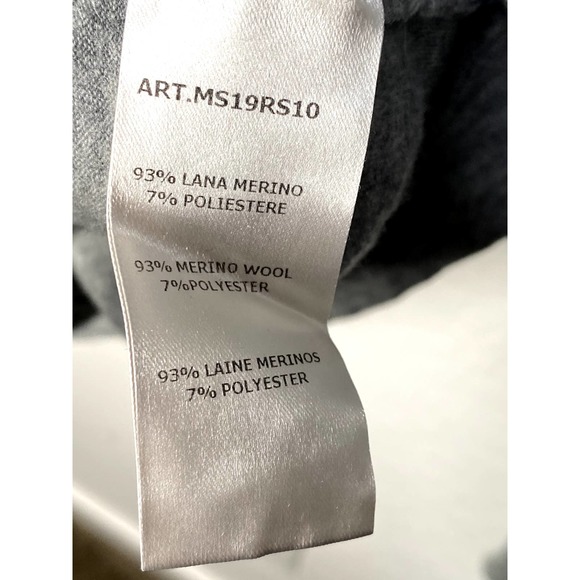 ART.MS19RS10
93% LANA MERINO
7% POLIESTERE
93% MERINO WOOL
7%POLYESTER
93% LAINE MERINOS
7% POLYESTER